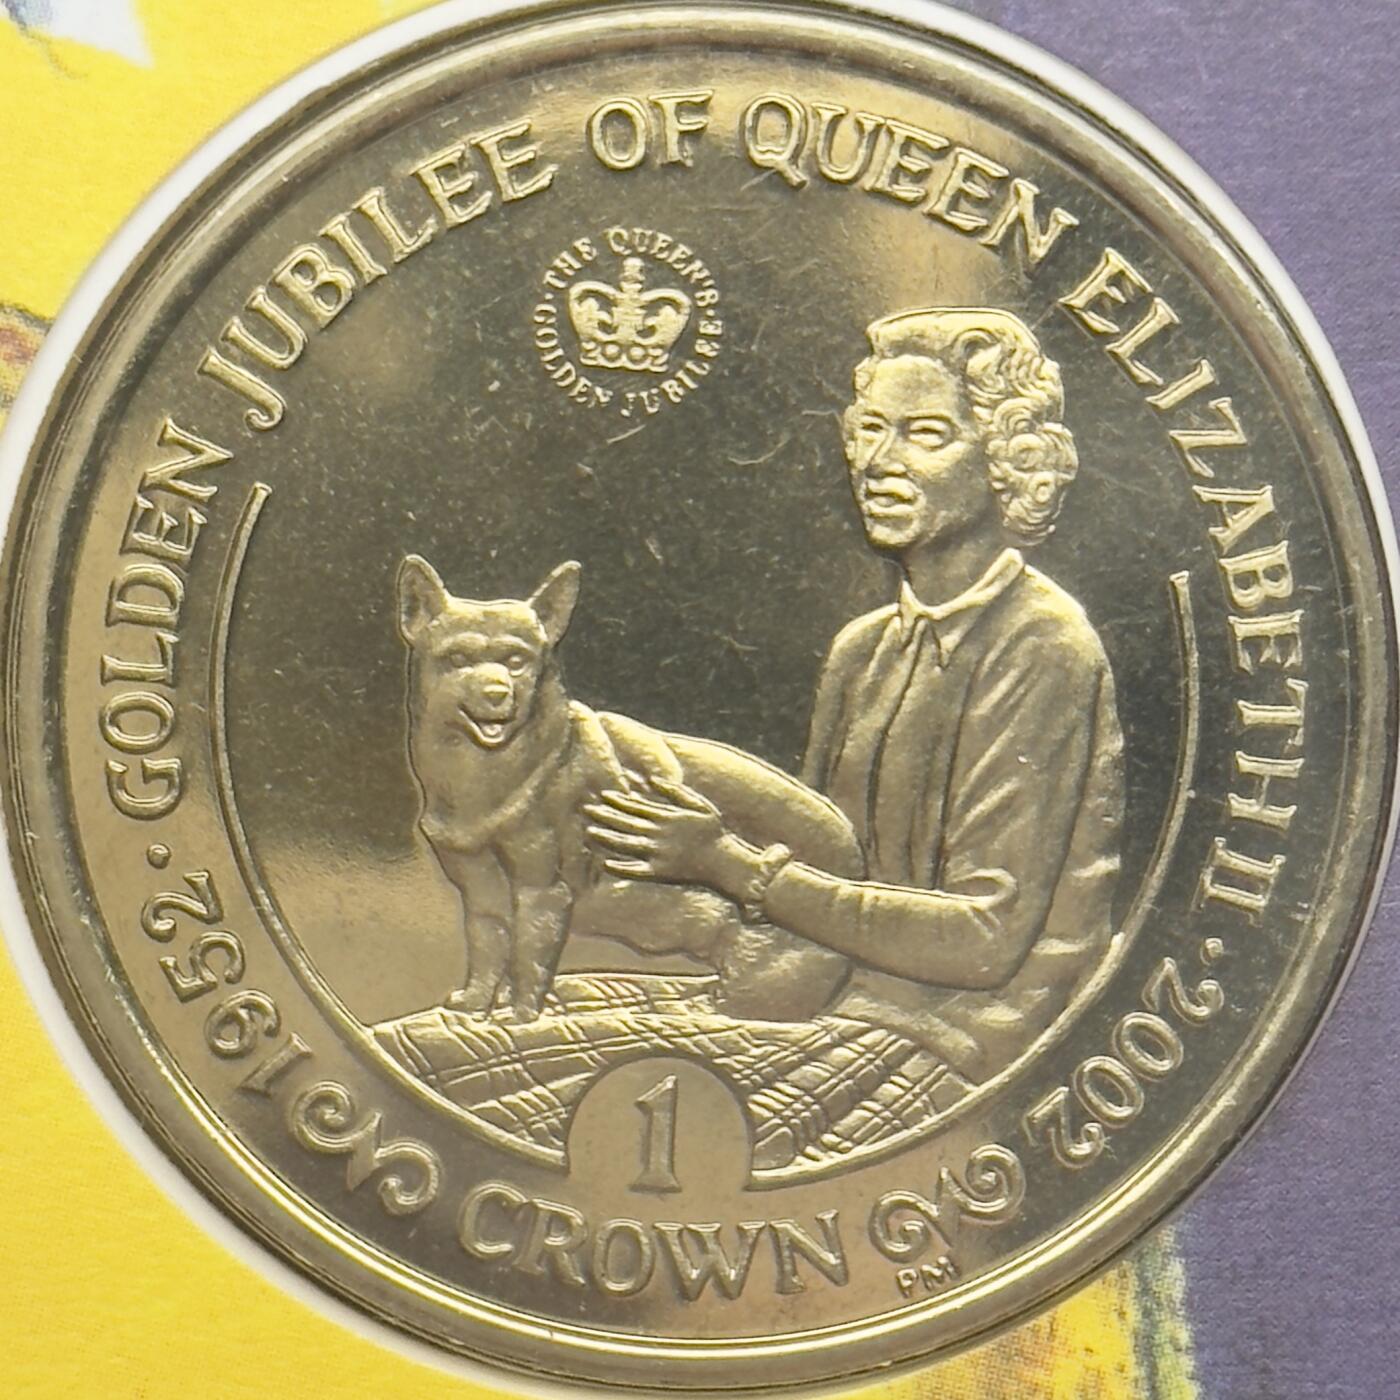 1952 · GOLDEN JUBILEE OF QUEEN ELIZABETH II · 2002
· THE QUEEN'S · GOLDEN JUBILEE
2002
1
CROWN
PM